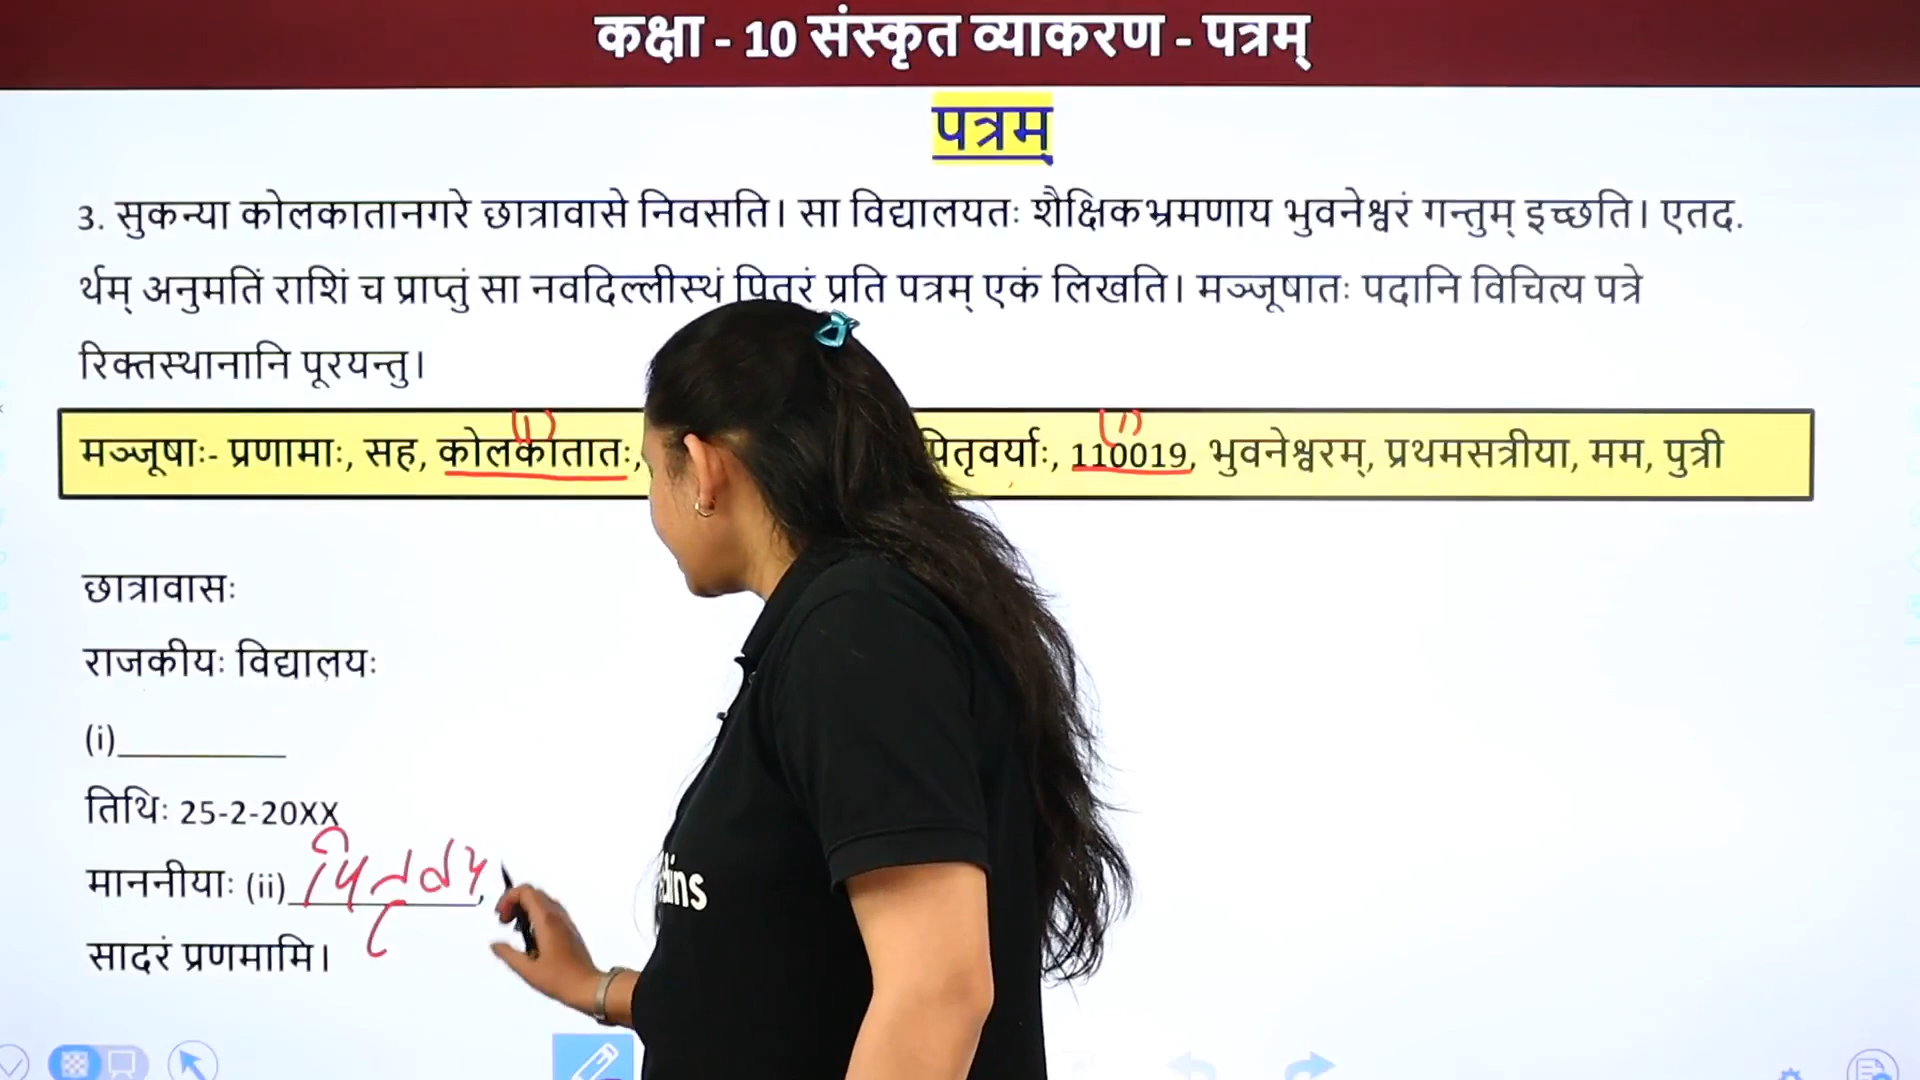 कक्षा - 10 संस्कृत व्याकरण - पत्रम्
पत्रम्
3. सुकन्या कोलकातानगरे छात्रावासे निवसति। सा विद्यालयतः शैक्षिकभ्रमणाय भुवनेश्वरं गन्तुम् इच्छति। एतद.
र्थम् अनुमतिं राशिं च प्राप्तुं सा नवदिल्लीस्थं पितरं प्रति पत्रम् एकं लिखति। मञ्जूषातः पदानि विचित्य पत्रे
रिक्तस्थानानि पूरयन्तु।
(i) (i)
मञ्जूषाः- प्रणामाः, सह, कोलकातातः, पितृवर्याः, 110019, भुवनेश्वरम्, प्रथमसत्रीया, मम, पुत्री
छात्रावासः
राजकीयः विद्यालयः
(i)__________
तिथिः 25-2-20XX
माननीयाः (ii) पितृवय,
सादरं प्रणमामि।